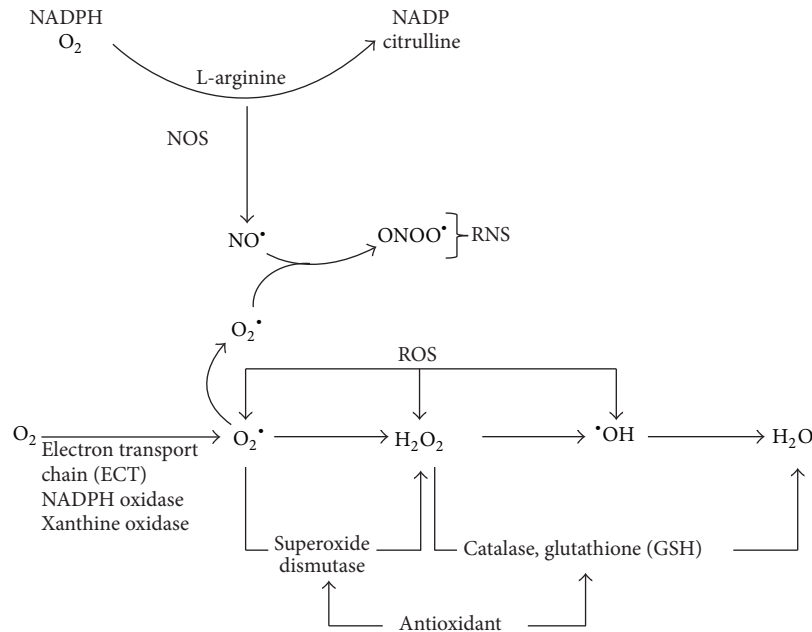 NADPH
O₂
NADP
citrulline
L-arginine
NOS
NO•
ONOO•
RNS
O₂•
ROS
O₂
O₂•
H₂O₂
•OH
H₂O
Electron transport
chain (ECT)
NADPH oxidase
Xanthine oxidase
Superoxide
dismutase
Catalase, glutathione (GSH)
Antioxidant